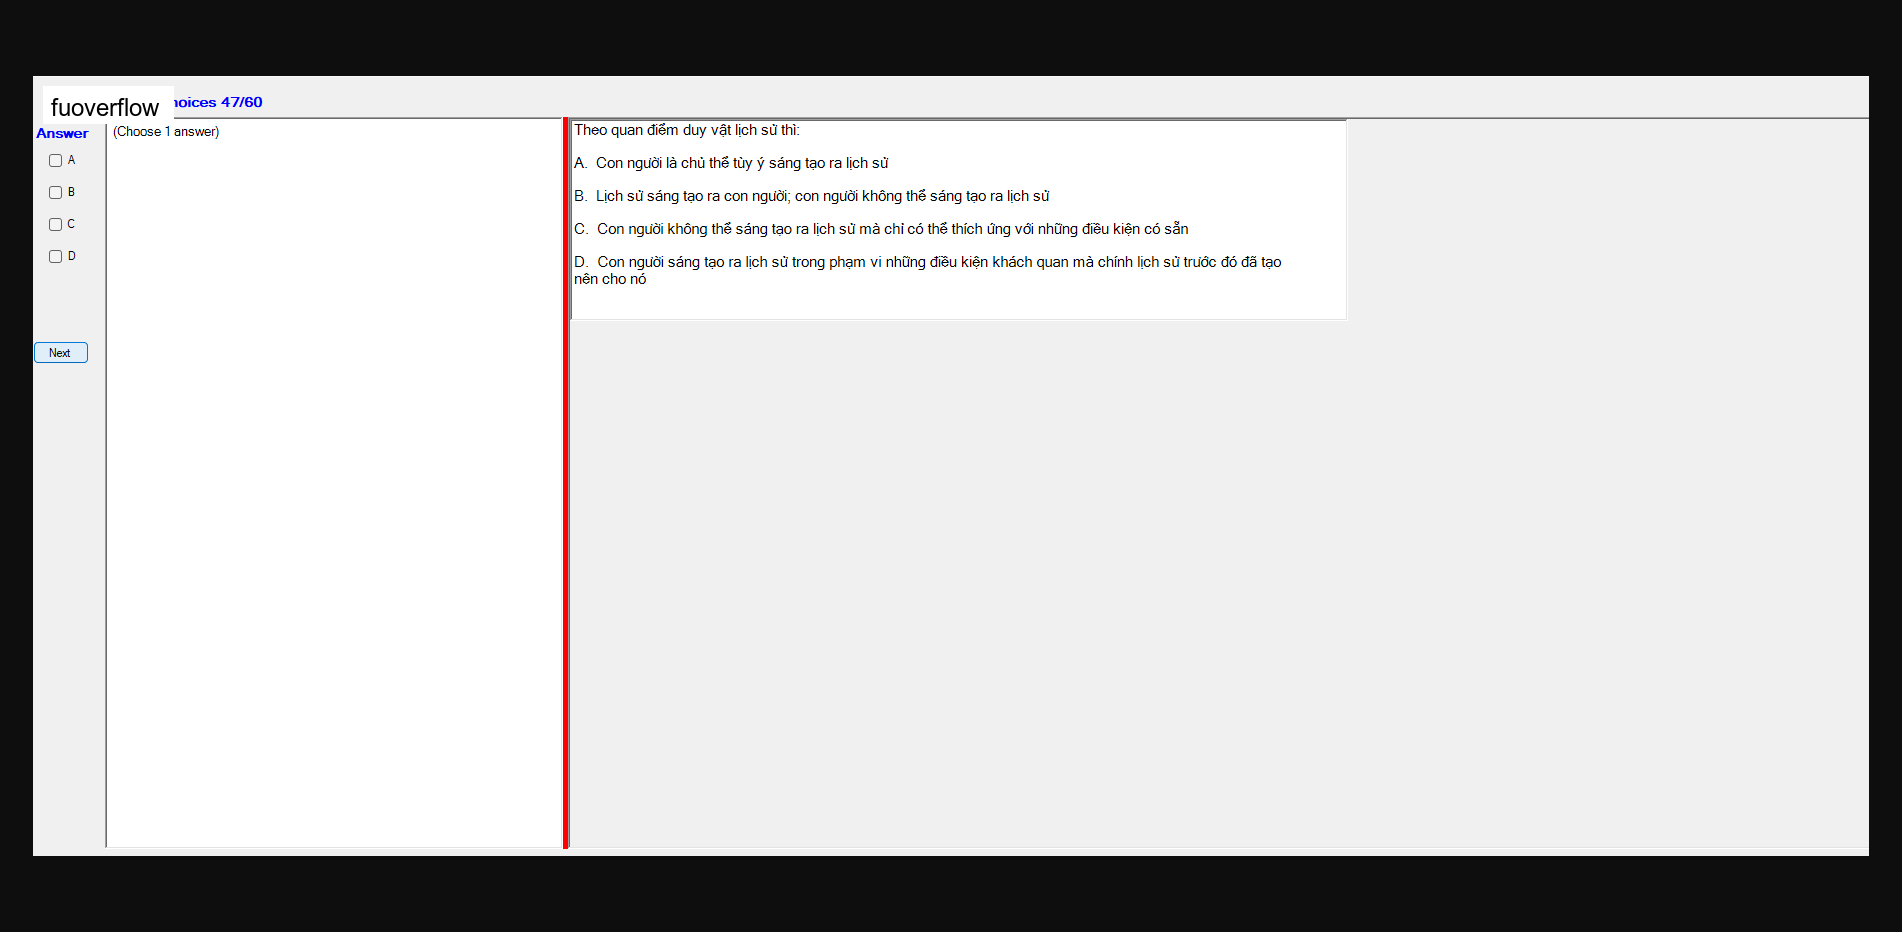 fuoverflow
hoices 47/60
Answer
(Choose 1 answer)
A
B
C
D
Next
Theo quan điểm duy vật lịch sử thì:
A. Con người là chủ thể tùy ý sáng tạo ra lịch sử
B. Lịch sử sáng tạo ra con người; con người không thể sáng tạo ra lịch sử
C. Con người không thể sáng tạo ra lịch sử mà chỉ có thể thích ứng với những điều kiện có sẵn
D. Con người sáng tạo ra lịch sử trong phạm vi những điều kiện khách quan mà chính lịch sử trước đó đã tạo
nên cho nó